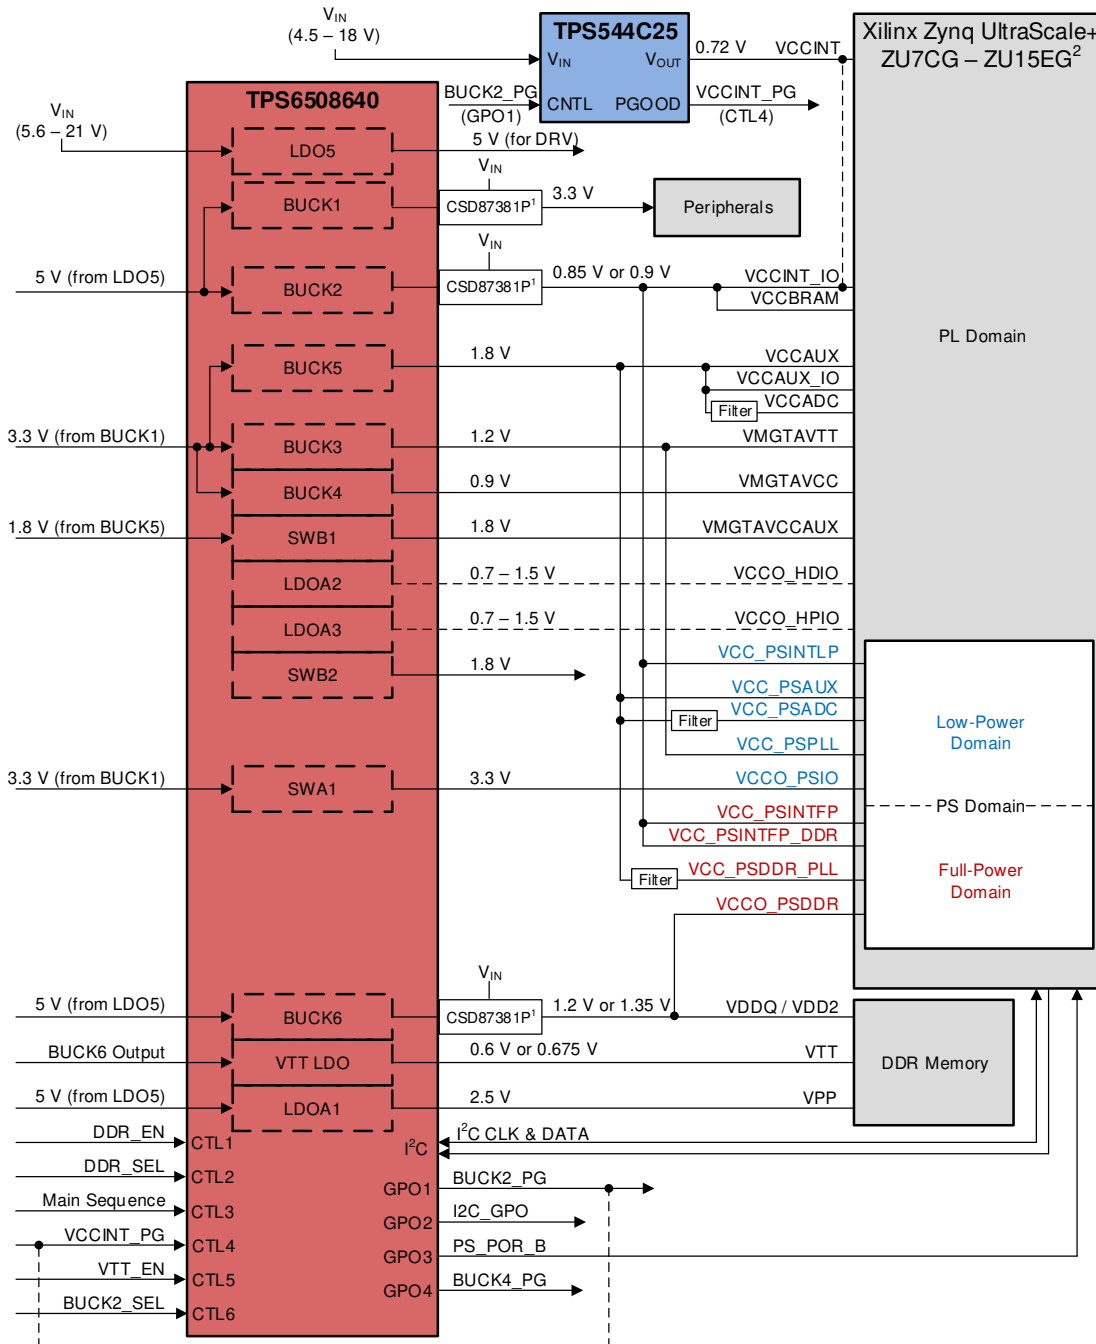 V_IN
(4.5 – 18 V)
TPS544C25
V_IN
V_OUT
0.72 V
VCCINT
BUCK2_PG
(GPO1)
CNTL
PGOOD
VCCINT_PG
(CTL4)
Xilinx Zynq UltraScale+
ZU7CG – ZU15EG²
TPS6508640
V_IN
(5.6 – 21 V)
LDO5
5 V (for DRV)
V_IN
BUCK1
CSD87381P¹
3.3 V
Peripherals
V_IN
5 V (from LDO5)
BUCK2
CSD87381P¹
0.85 V or 0.9 V
VCCINT_IO
VCCBRAM
PL Domain
BUCK5
1.8 V
VCCAUX
VCCAUX_IO
Filter
VCCADC
3.3 V (from BUCK1)
BUCK3
1.2 V
VMGTAVTT
BUCK4
0.9 V
VMGTAVCC
1.8 V (from BUCK5)
SWB1
1.8 V
VMGTAVCCAUX
LDOA2
0.7 – 1.5 V
VCCO_HDIO
LDOA3
0.7 – 1.5 V
VCCO_HPIO
SWB2
1.8 V
VCC_PSINTLP
VCC_PSAUX
Filter
VCC_PSADC
VCC_PSPLL
Low-Power
Domain
3.3 V (from BUCK1)
SWA1
3.3 V
VCCO_PSIO
PS Domain
VCC_PSINTFP
VCC_PSINTFP_DDR
Filter
VCC_PSDDR_PLL
VCCO_PSDDR
Full-Power
Domain
V_IN
5 V (from LDO5)
BUCK6
CSD87381P¹
1.2 V or 1.35 V
VDDQ / VDD2
BUCK6 Output
VTT LDO
0.6 V or 0.675 V
VTT
DDR Memory
5 V (from LDO5)
LDOA1
2.5 V
VPP
DDR_EN
CTL1
I²C
I²C CLK & DATA
DDR_SEL
CTL2
GPO1
BUCK2_PG
Main Sequence
CTL3
GPO2
I2C_GPO
VCCINT_PG
CTL4
GPO3
PS_POR_B
VTT_EN
CTL5
GPO4
BUCK4_PG
BUCK2_SEL
CTL6